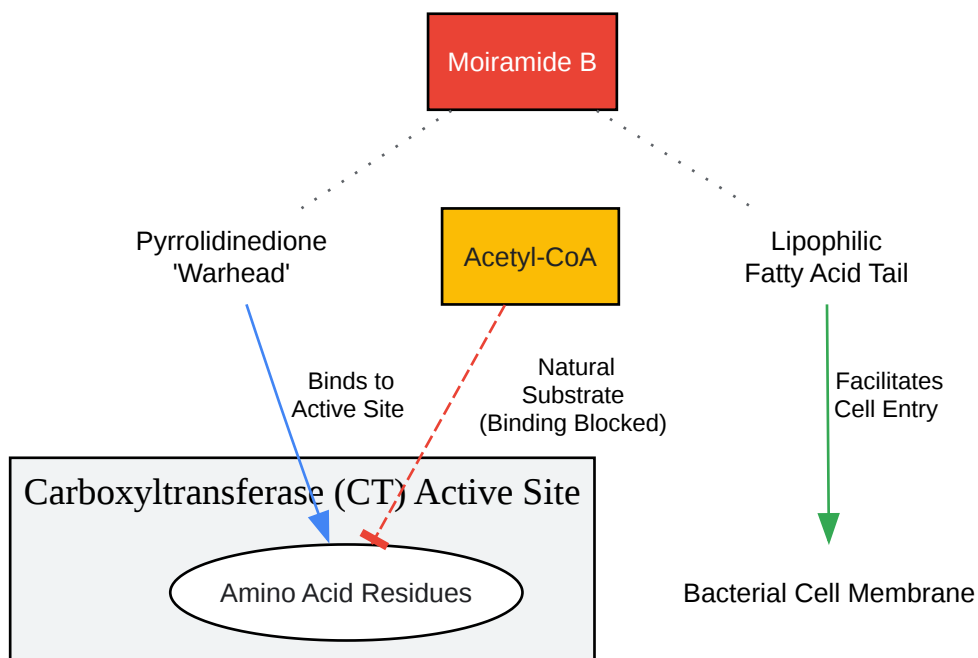 Moiramide B
Pyrrolidinedione
'Warhead'
Acetyl-CoA
Lipophilic
Fatty Acid Tail
Binds to
Active Site
Natural
Substrate
(Binding Blocked)
Facilitates
Cell Entry
Carboxyltransferase (CT) Active Site
Amino Acid Residues
Bacterial Cell Membrane